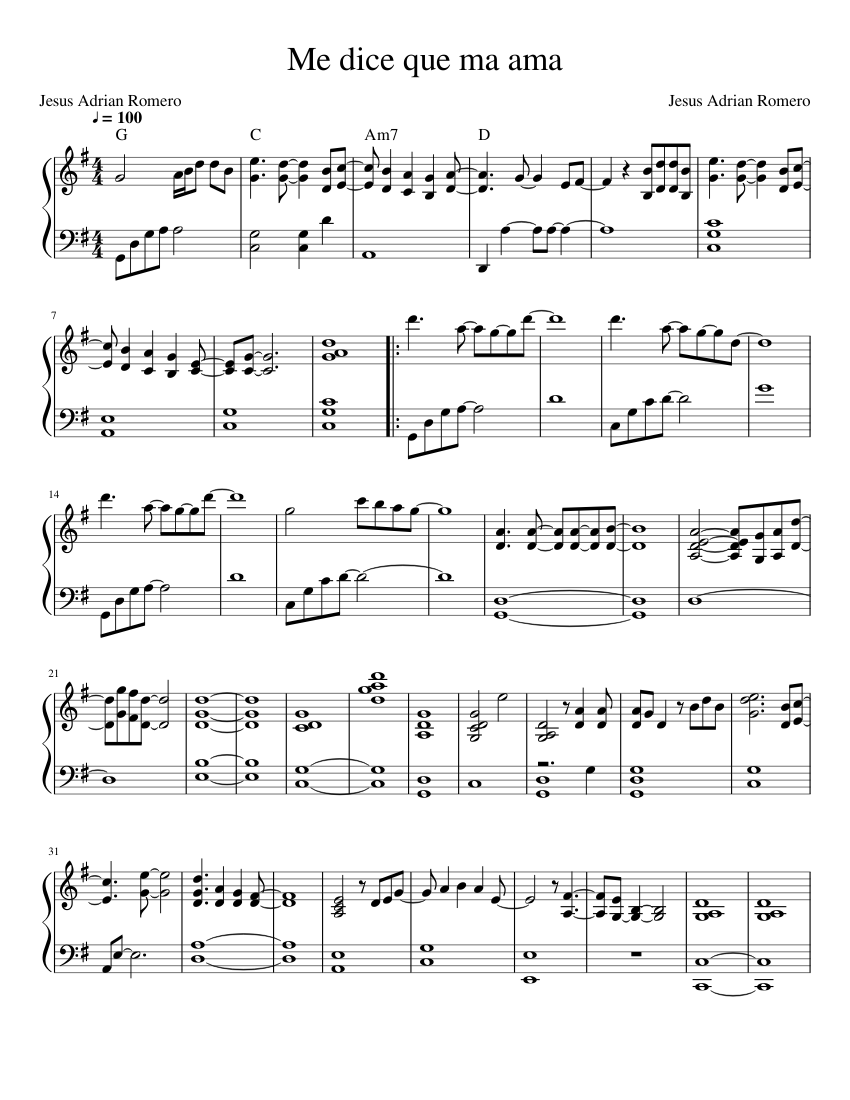 Me dice que ma ama
Jesus Adrian Romero
Jesus Adrian Romero
♩ = 100
G C Am7 D
7
14
21
31